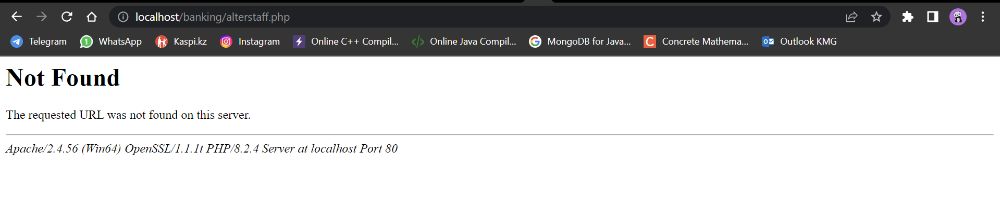 localhost/banking/alterstaff.php
Telegram 1 WhatsApp Kaspi.kz Instagram Online C++ Compil... Online Java Compil... G MongoDB for Java... C Concrete Mathema... Outlook KMG
Not Found
The requested URL was not found on this server.
Apache/2.4.56 (Win64) OpenSSL/1.1.1t PHP/8.2.4 Server at localhost Port 80